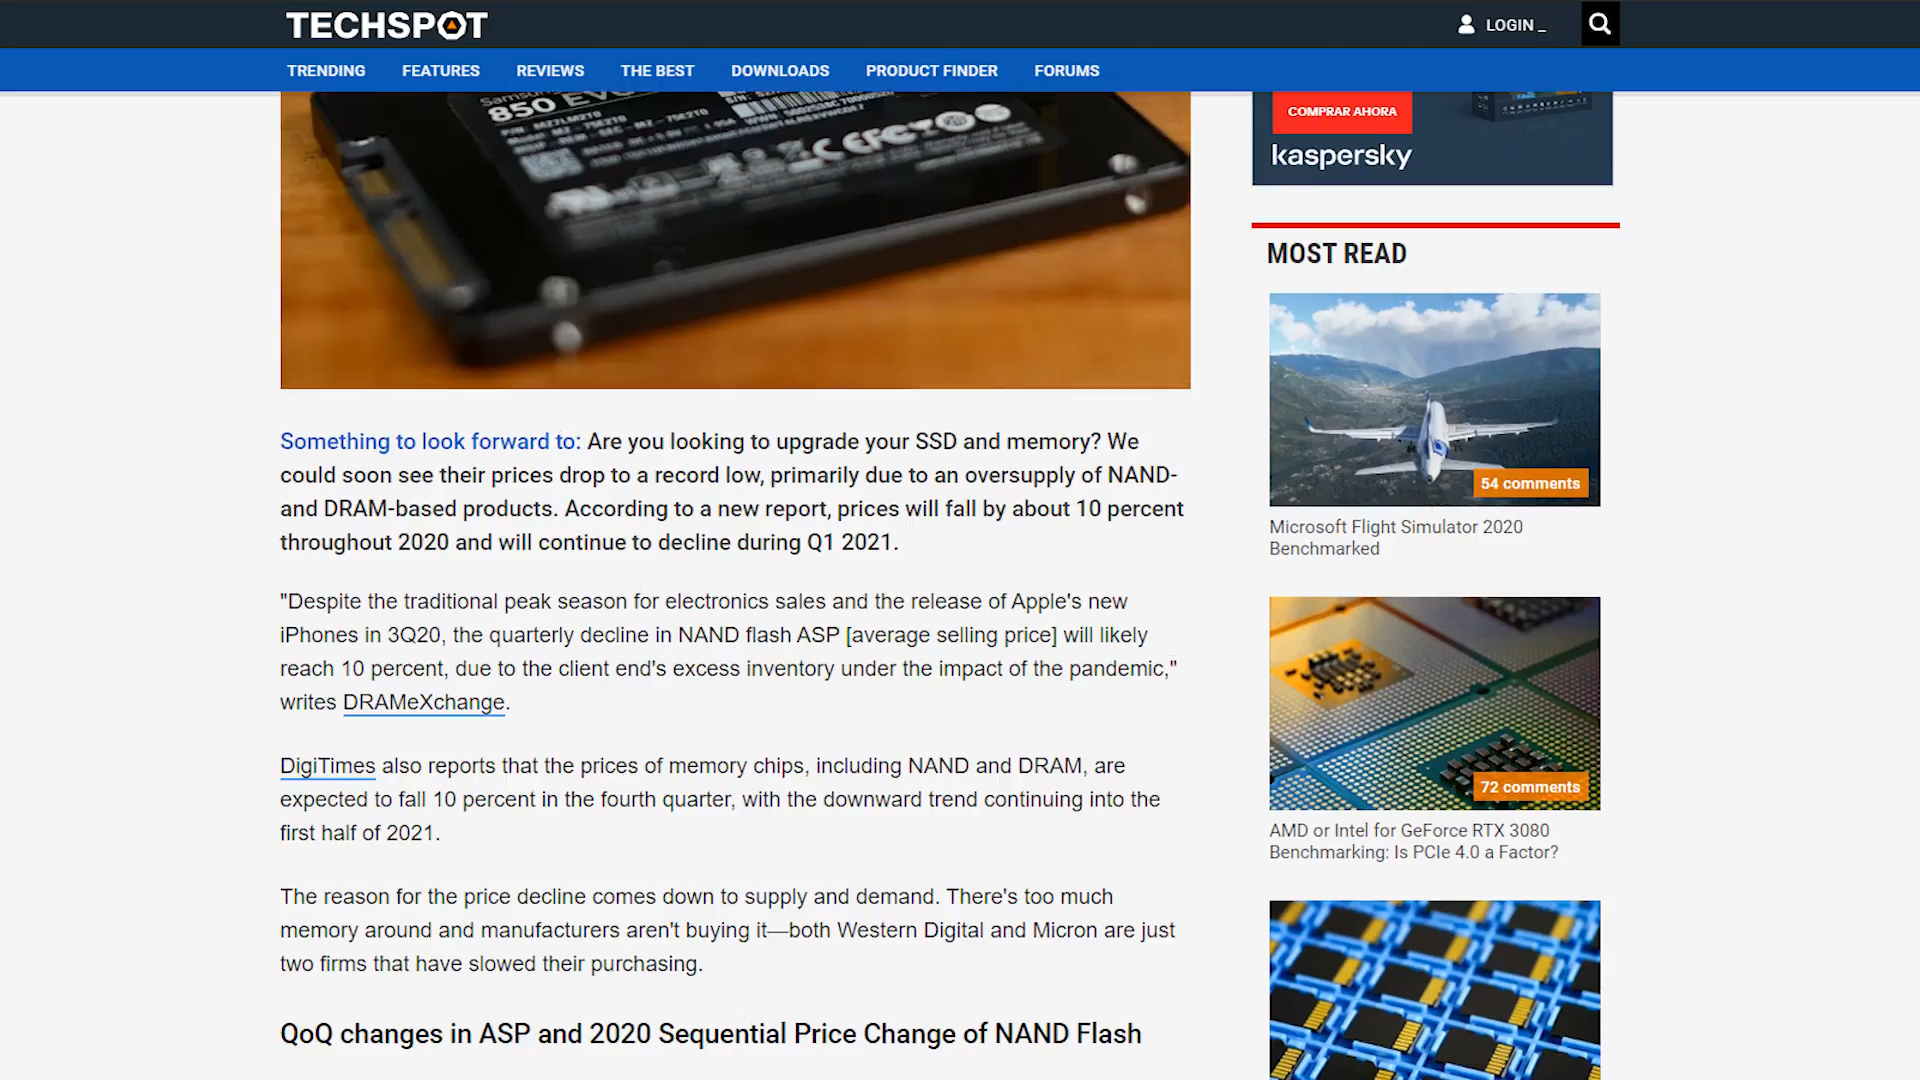 TECHSPOT
LOGIN _
TRENDING FEATURES REVIEWS THE BEST DOWNLOADS PRODUCT FINDER FORUMS
850 EVO
COMPRAR AHORA
kaspersky
Something to look forward to: Are you looking to upgrade your SSD and memory? We
could soon see their prices drop to a record low, primarily due to an oversupply of NAND-
and DRAM-based products. According to a new report, prices will fall by about 10 percent
throughout 2020 and will continue to decline during Q1 2021.
"Despite the traditional peak season for electronics sales and the release of Apple's new
iPhones in 3Q20, the quarterly decline in NAND flash ASP [average selling price] will likely
reach 10 percent, due to the client end's excess inventory under the impact of the pandemic,"
writes DRAMeXchange.
DigiTimes also reports that the prices of memory chips, including NAND and DRAM, are
expected to fall 10 percent in the fourth quarter, with the downward trend continuing into the
first half of 2021.
The reason for the price decline comes down to supply and demand. There's too much
memory around and manufacturers aren't buying it—both Western Digital and Micron are just
two firms that have slowed their purchasing.
QoQ changes in ASP and 2020 Sequential Price Change of NAND Flash
MOST READ
54 comments
Microsoft Flight Simulator 2020
Benchmarked
72 comments
AMD or Intel for GeForce RTX 3080
Benchmarking: Is PCIe 4.0 a Factor?